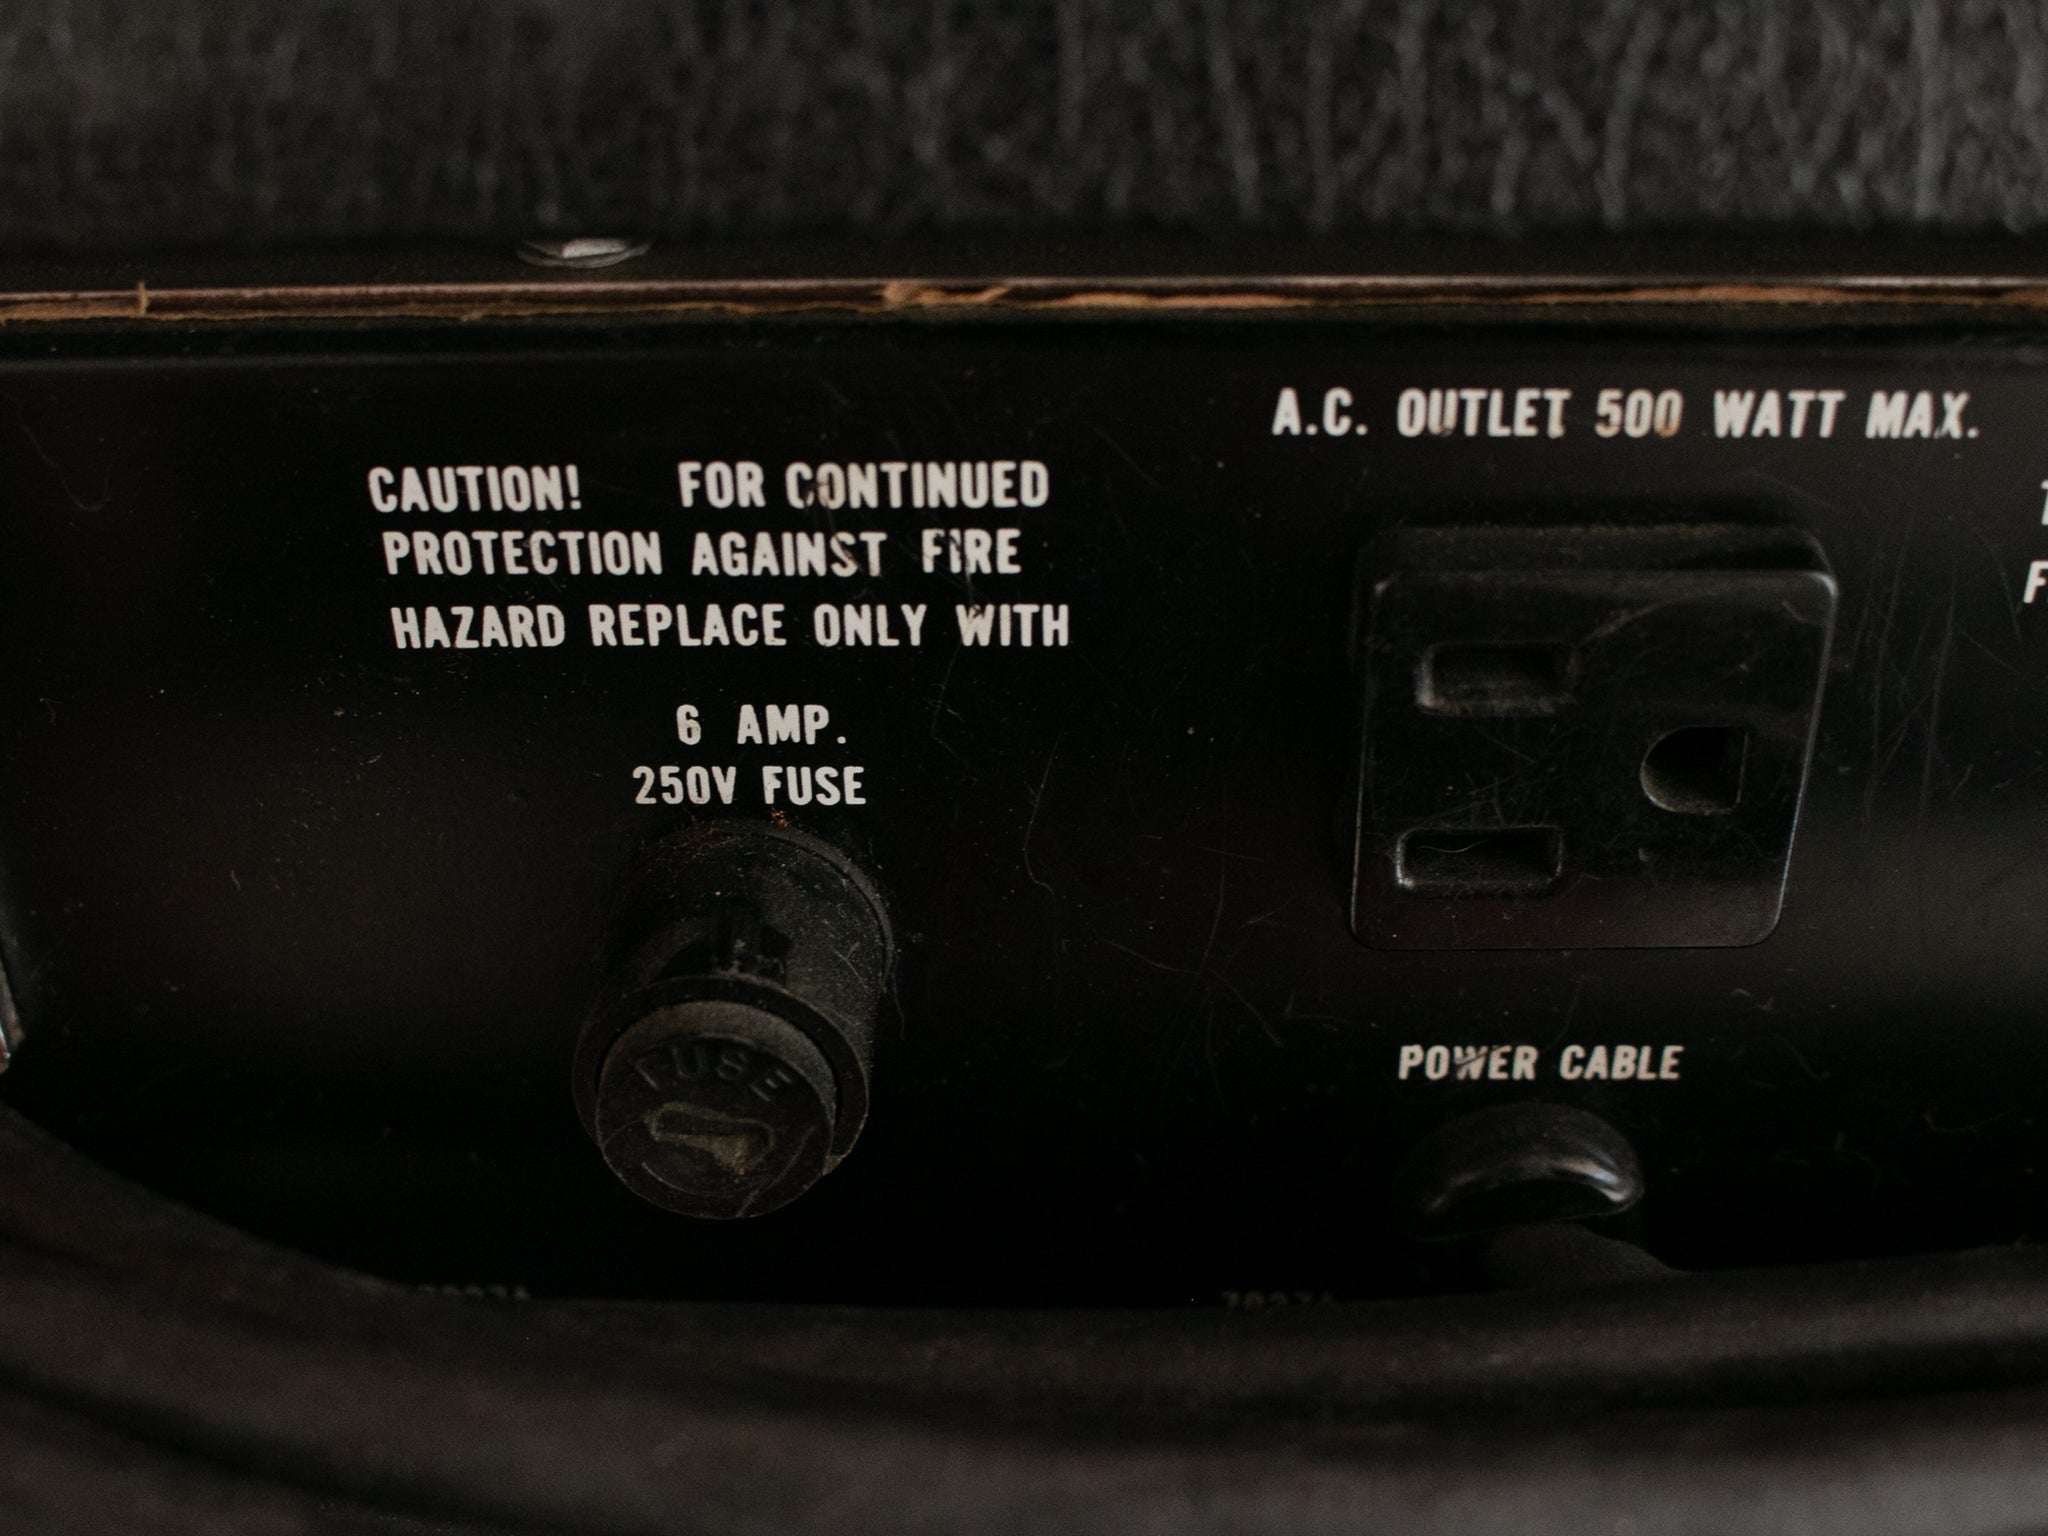 A.C. OUTLET 500 WATT MAX.
CAUTION! FOR CONTINUED
PROTECTION AGAINST FIRE
HAZARD REPLACE ONLY WITH
6 AMP.
250V FUSE
FUSE
POWER CABLE